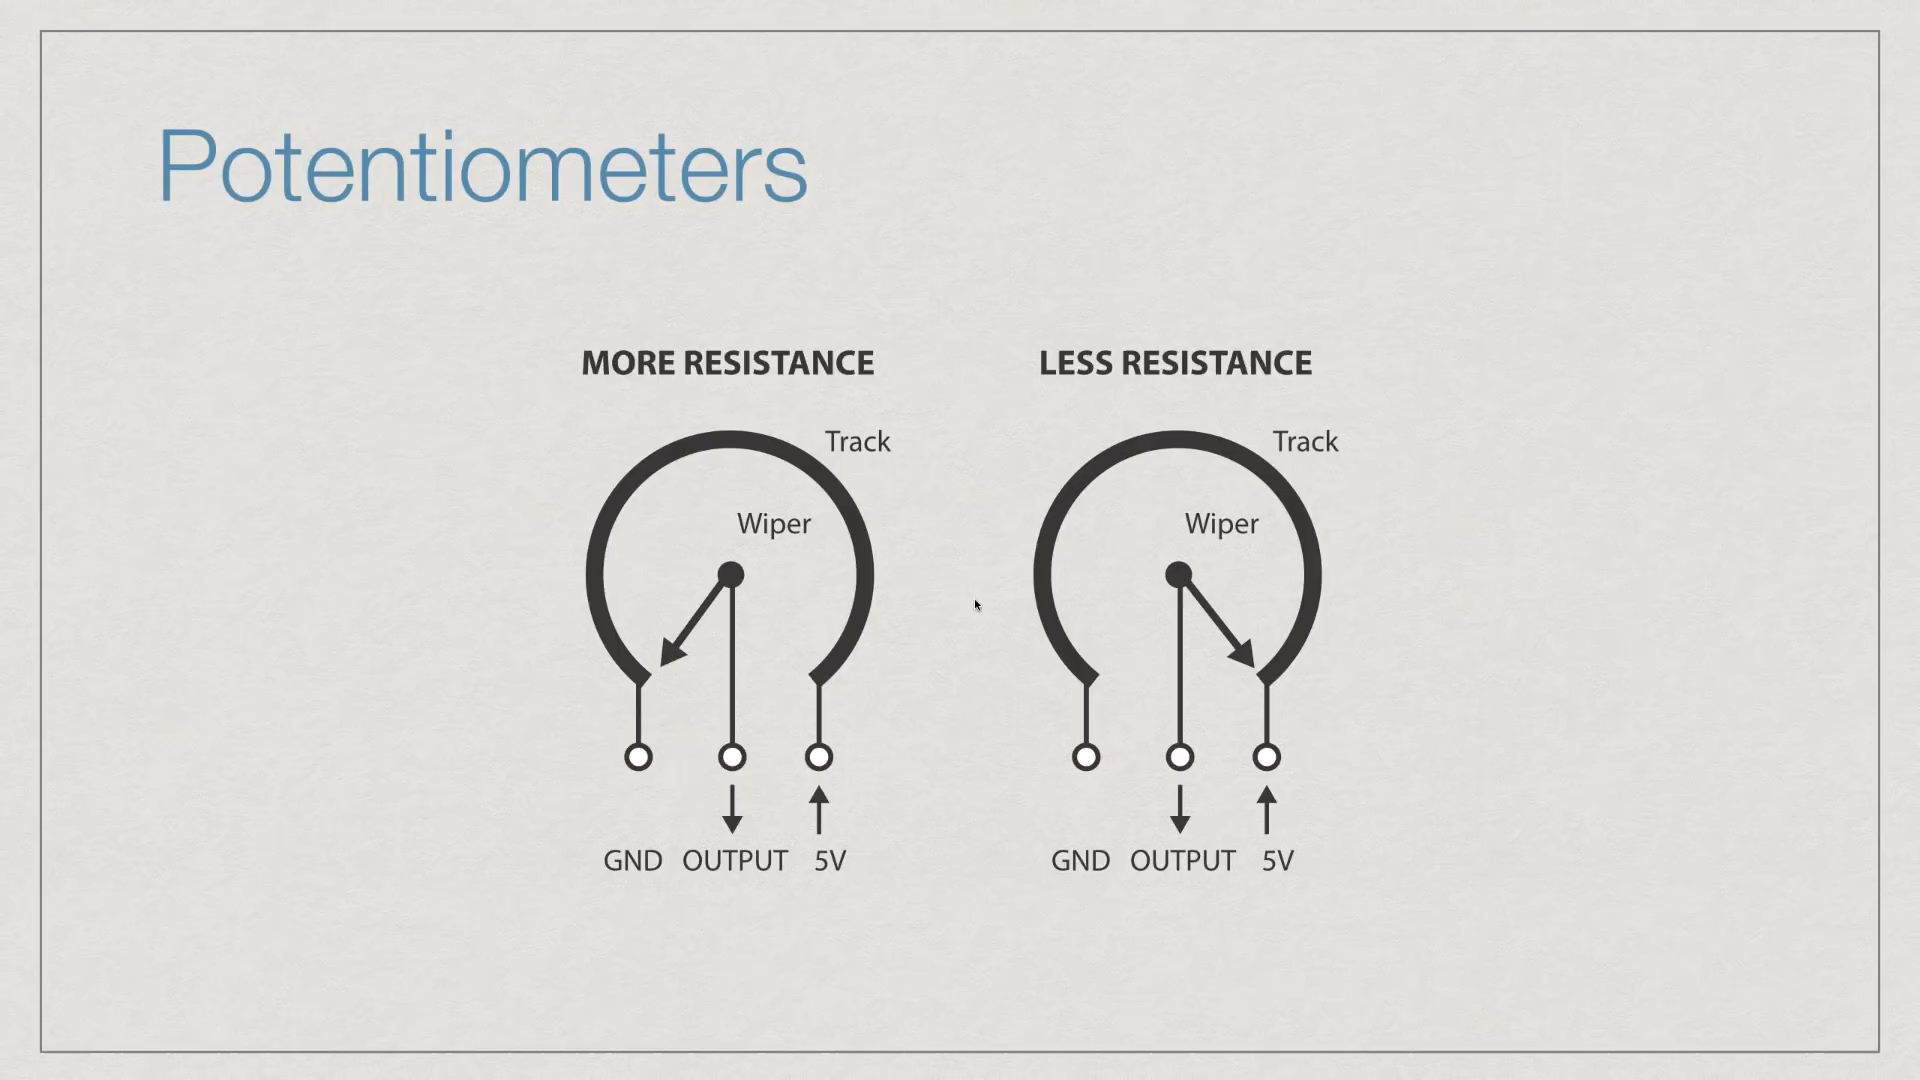 Potentiometers
MORE RESISTANCE
Track
Wiper
GND OUTPUT 5V
LESS RESISTANCE
Track
Wiper
GND OUTPUT 5V